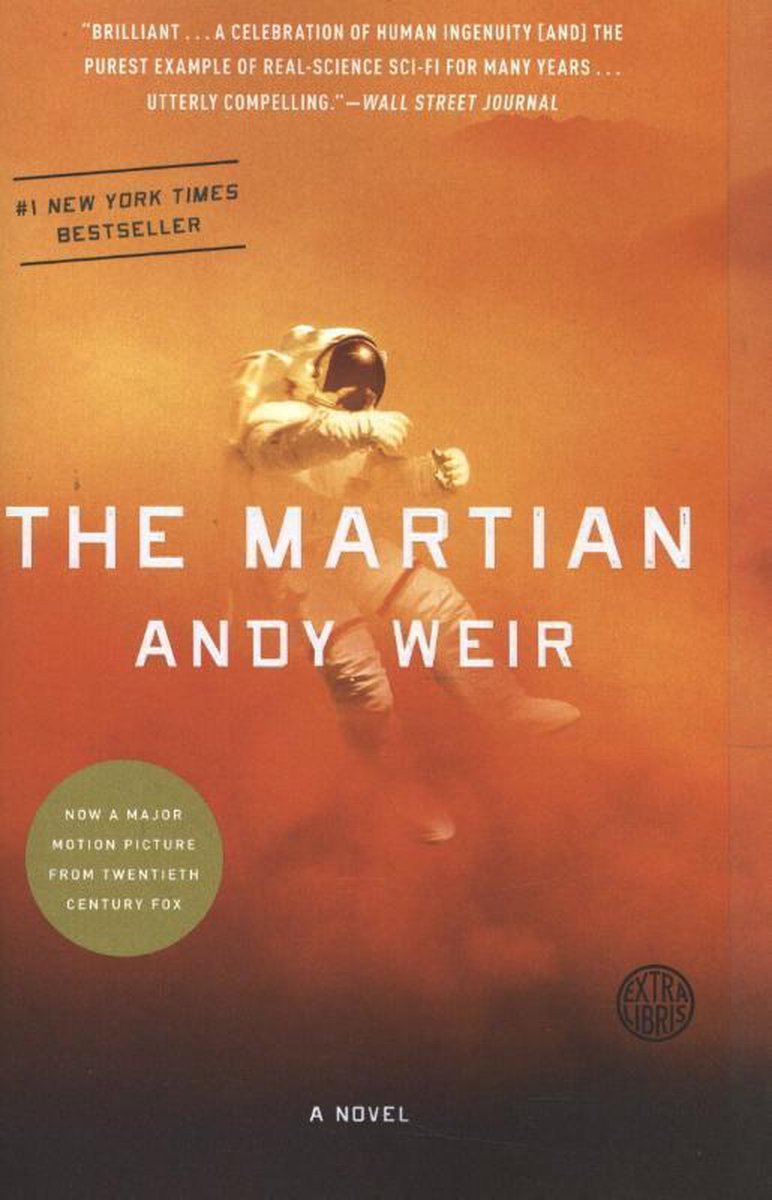 "BRILLIANT . . . A CELEBRATION OF HUMAN INGENUITY [AND] THE
PUREST EXAMPLE OF REAL-SCIENCE SCI-FI FOR MANY YEARS . . .
UTTERLY COMPELLING."—WALL STREET JOURNAL
#1 NEW YORK TIMES
BESTSELLER
THE MARTIAN
ANDY WEIR
NOW A MAJOR
MOTION PICTURE
FROM TWENTIETH
CENTURY FOX
EXTRA
LIBRIS
A NOVEL